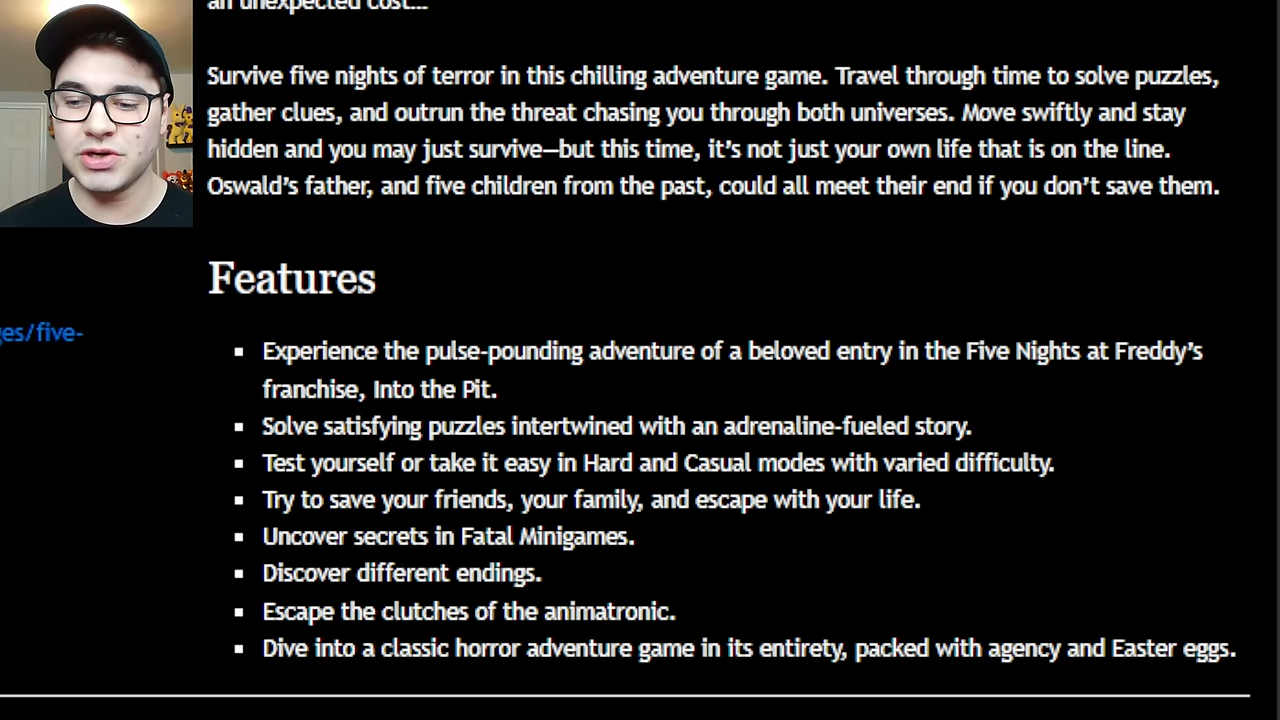 an unexpected cost...
Survive five nights of terror in this chilling adventure game. Travel through time to solve puzzles,
gather clues, and outrun the threat chasing you through both universes. Move swiftly and stay
hidden and you may just survive—but this time, it’s not just your own life that is on the line.
Oswald’s father, and five children from the past, could all meet their end if you don’t save them.
Features
ges/five-
▪ Experience the pulse-pounding adventure of a beloved entry in the Five Nights at Freddy’s
franchise, Into the Pit.
▪ Solve satisfying puzzles intertwined with an adrenaline-fueled story.
▪ Test yourself or take it easy in Hard and Casual modes with varied difficulty.
▪ Try to save your friends, your family, and escape with your life.
▪ Uncover secrets in Fatal Minigames.
▪ Discover different endings.
▪ Escape the clutches of the animatronic.
▪ Dive into a classic horror adventure game in its entirety, packed with agency and Easter eggs.